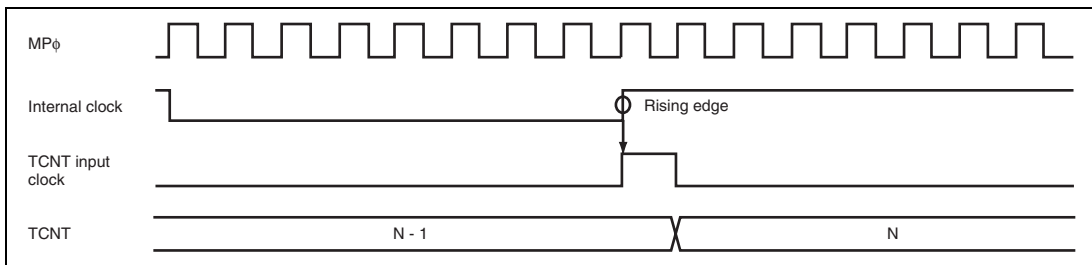 MPϕ
Internal clock
Rising edge
TCNT input
clock
TCNT
N - 1
N